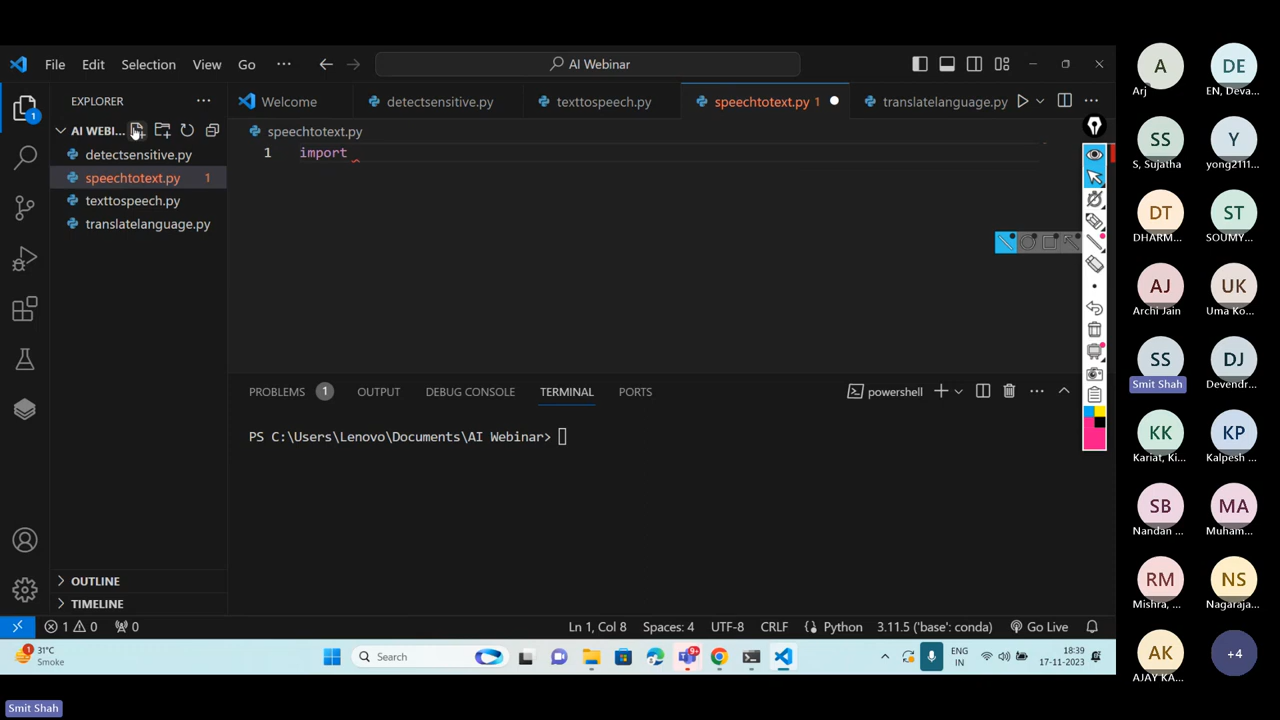 File Edit Selection View Go ··· AI Webinar
EXPLORER ···
Welcome detectsensitive.py texttospeech.py speechtotext.py 1 translatelanguage.py
AI WEBI...
detectsensitive.py
speechtotext.py 1
texttospeech.py
translatelanguage.py
OUTLINE
TIMELINE
speechtotext.py
1 import
PROBLEMS 1 OUTPUT DEBUG CONSOLE TERMINAL PORTS powershell
PS C:\Users\Lenovo\Documents\AI Webinar>
1 0 0 Ln 1, Col 8 Spaces: 4 UTF-8 CRLF Python 3.11.5 ('base': conda) Go Live
31°C
Smoke
Search
9+
ENG
IN
18:39
17-11-2023
A DE
Arj EN, Deva...
SS Y
S, Sujatha yong2111...
DT ST
DHARM... SOUMY...
AJ UK
Archi Jain Uma Ko...
SS DJ
Smit Shah Devendr...
KK KP
Kariat, Ki... Kalpesh ...
SB MA
Nandan ... Muham...
RM NS
Mishra, ... Nagaraja...
AK +4
AJAY KA...
Smit Shah